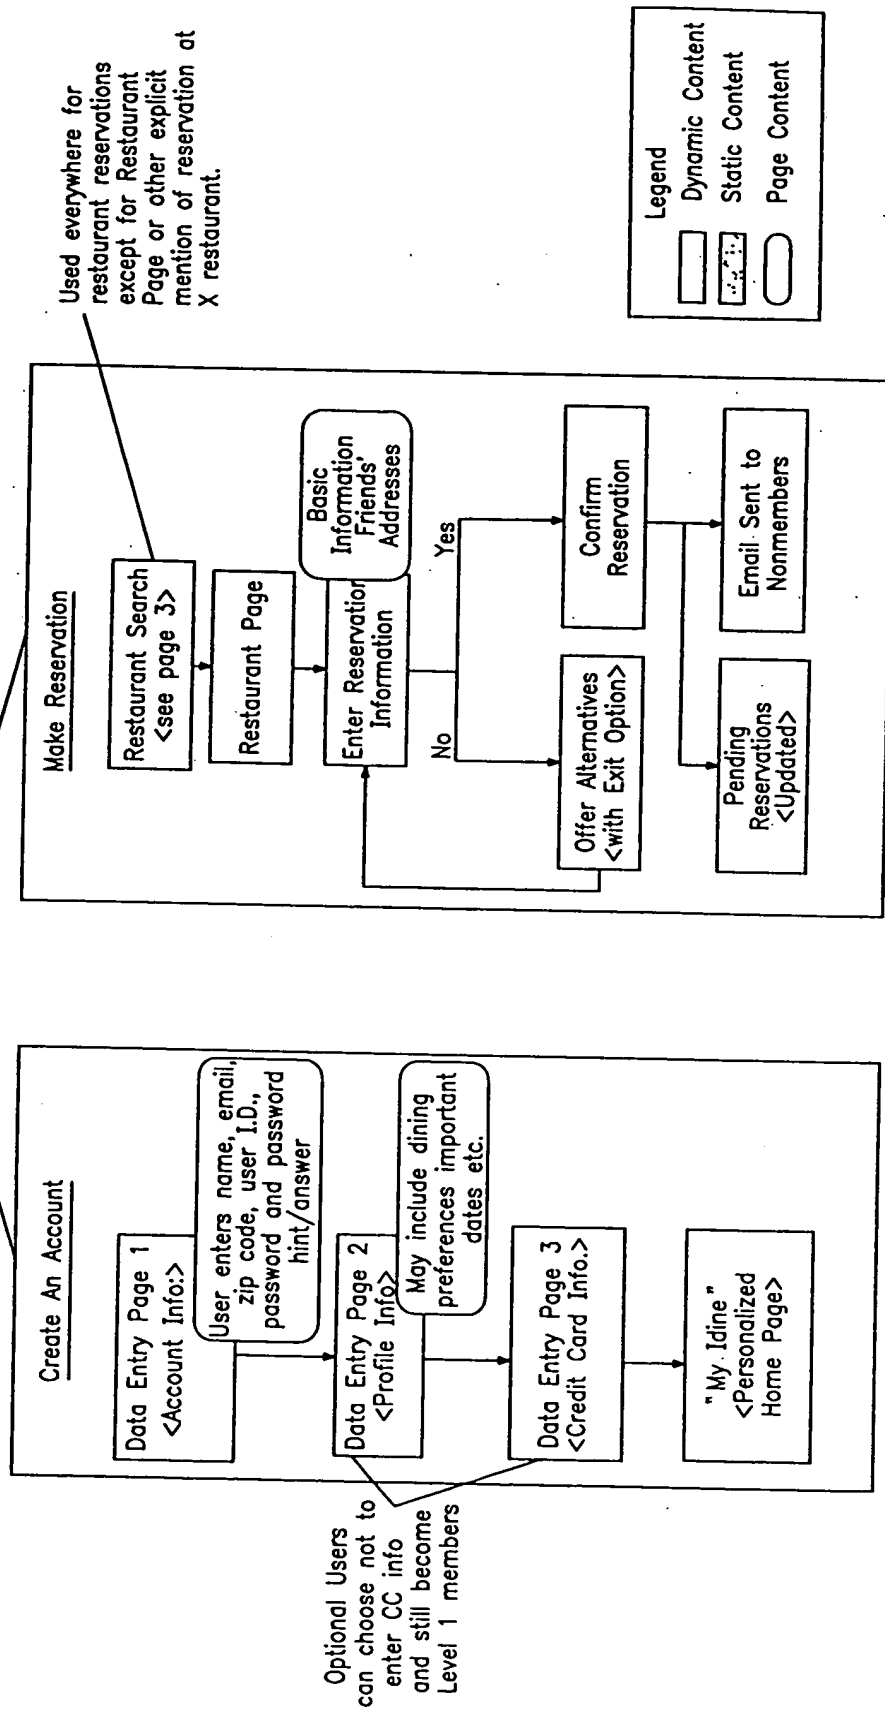 Create An Account
Data Entry Page 1
<Account Info:>
User enters name, email,
zip code, user I.D.,
password and password
hint/answer
Data Entry Page 2
<Profile Info>
May include dining
preferences important
dates etc.
Data Entry Page 3
<Credit Card Info.>
"My Idine"
<Personalized
Home Page>
Optional Users
can choose not to
enter CC info
and still become
Level 1 members
Make Reservation
Restaurant Search
<see page 3>
Restaurant Page
Enter Reservation
Information
Basic
Information
Friends'
Addresses
No
Yes
Offer Alternatives
<with Exit Option>
Confirm
Reservation
Pending
Reservations
<Updated>
Email Sent to
Nonmembers
Used everywhere for
restaurant reservations
except for Restaurant
Page or other explicit
mention of reservation at
X restaurant.
Legend
Dynamic Content
Static Content
Page Content